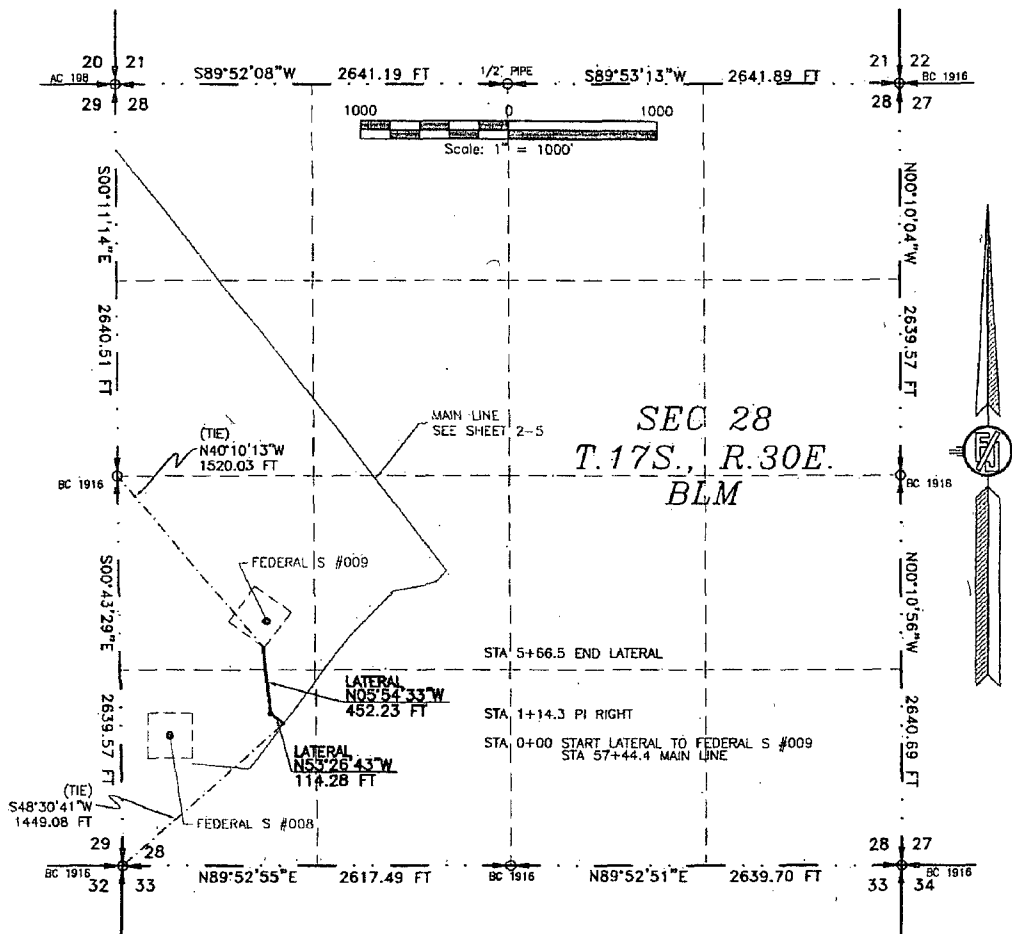 20 21
AC 198
29 28
S89°52'08"W 2641.19 FT
1/2" PIPE
S89°53'13"W 2641.89 FT
21 22
BC 1916
28 27
1000 0 1000
Scale: 1" = 1000'
S00°11'14"E 2640.51 FT
N00°10'04"W 2639.57 FT
MAIN LINE
SEE SHEET 2-5
SEC 28
T.17S., R.30E.
BLM
(TIE)
N40°10'13"W
1520.03 FT
BC 1916
BC 1916
FEDERAL S #009
S00°43'29"E 2639.57 FT
N00°10'56"W 2640.69 FT
STA 5+66.5 END LATERAL
LATERAL
N05°54'33"W
452.23 FT
STA 1+14.3 PI RIGHT
STA 0+00 START LATERAL TO FEDERAL S #009
STA 57+44.4 MAIN LINE
LATERAL
N53°26'43"W
114.28 FT
(TIE)
S48°30'41"W
1449.08 FT
FEDERAL S #008
29 28
BC 1916
32 33
N89°52'55"E 2617.49 FT
BC 1916
N89°52'51"E 2639.70 FT
28 27
BC 1916
33 34